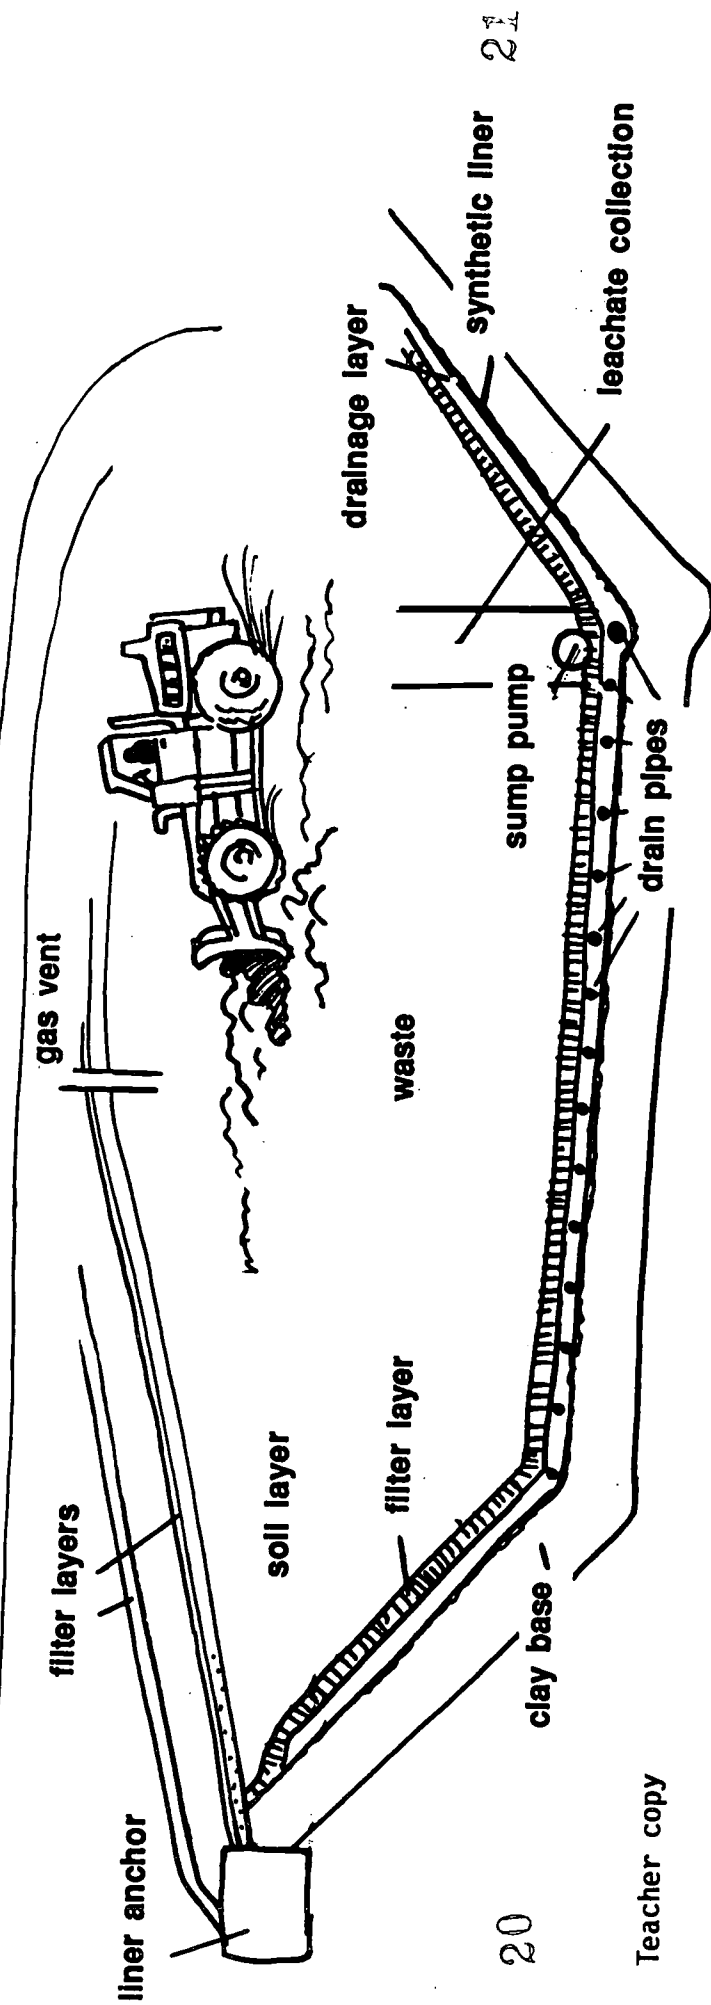 liner anchor
filter layers
gas vent
soil layer
filter layer
waste
drainage layer
synthetic liner
sump pump
leachate collection
drain pipes
clay base
Teacher copy
20
21